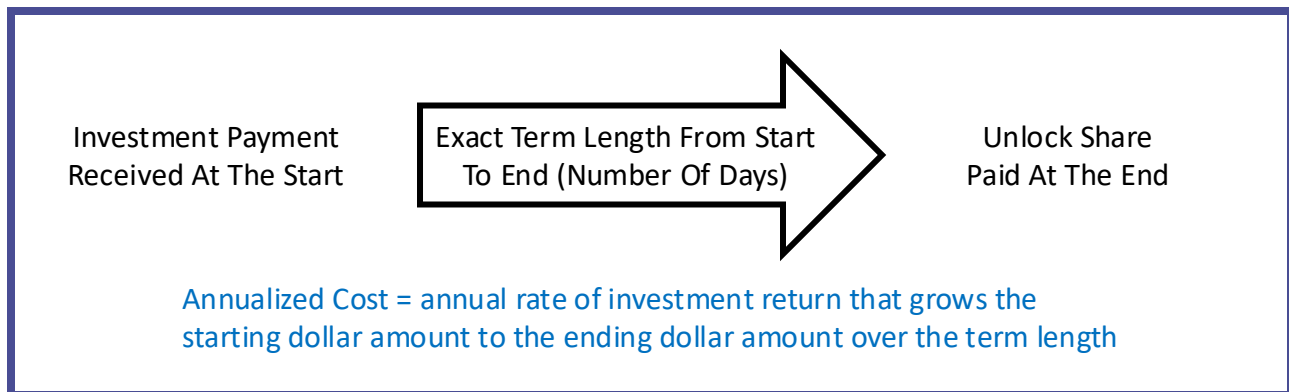 Investment Payment
Received At The Start
Exact Term Length From Start
To End (Number Of Days)
Unlock Share
Paid At The End
Annualized Cost = annual rate of investment return that grows the
starting dollar amount to the ending dollar amount over the term length